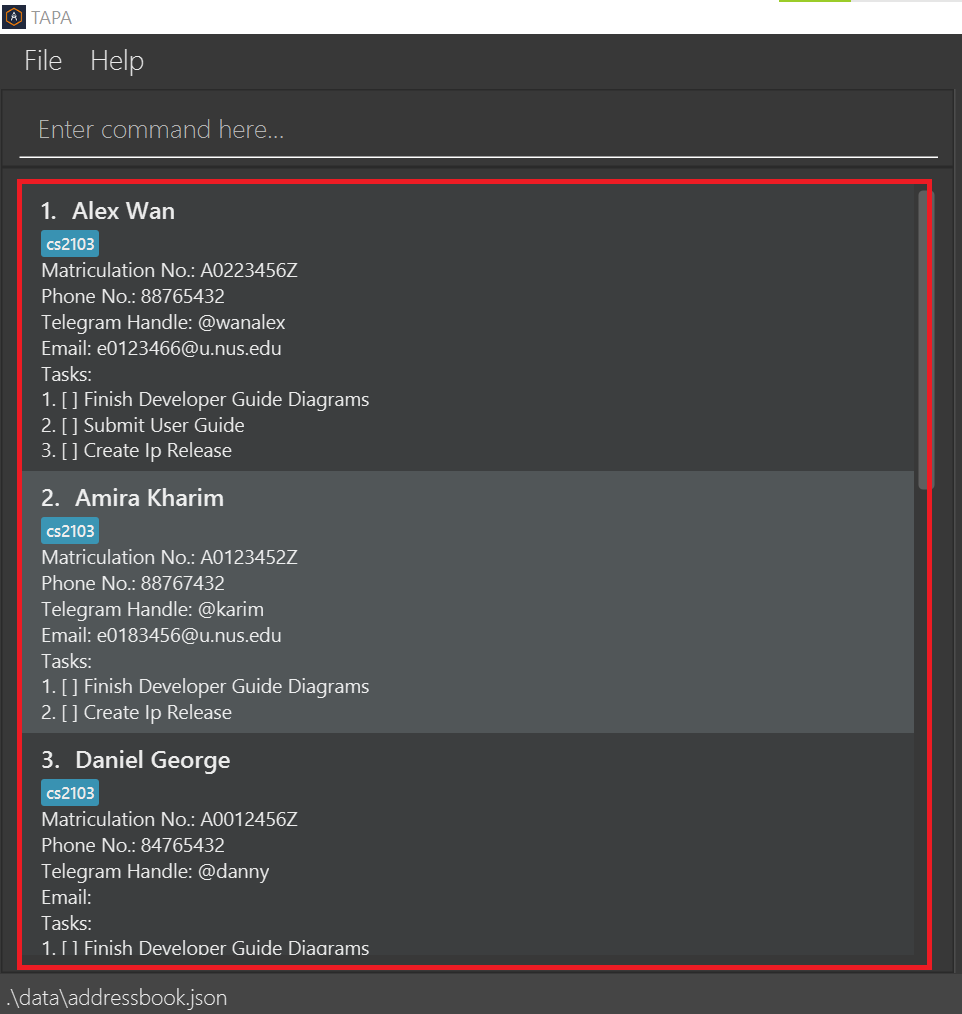 TAPA
File Help
Enter command here...
1. Alex Wan
cs2103
Matriculation No.: A0223456Z
Phone No.: 88765432
Telegram Handle: @wanalex
Email: e0123466@u.nus.edu
Tasks:
1. [ ] Finish Developer Guide Diagrams
2. [ ] Submit User Guide
3. [ ] Create Ip Release
2. Amira Kharim
cs2103
Matriculation No.: A0123452Z
Phone No.: 88767432
Telegram Handle: @karim
Email: e0183456@u.nus.edu
Tasks:
1. [ ] Finish Developer Guide Diagrams
2. [ ] Create Ip Release
3. Daniel George
cs2103
Matriculation No.: A0012456Z
Phone No.: 84765432
Telegram Handle: @danny
Email:
Tasks:
1. [ ] Finish Developer Guide Diagrams
.\data\addressbook.json